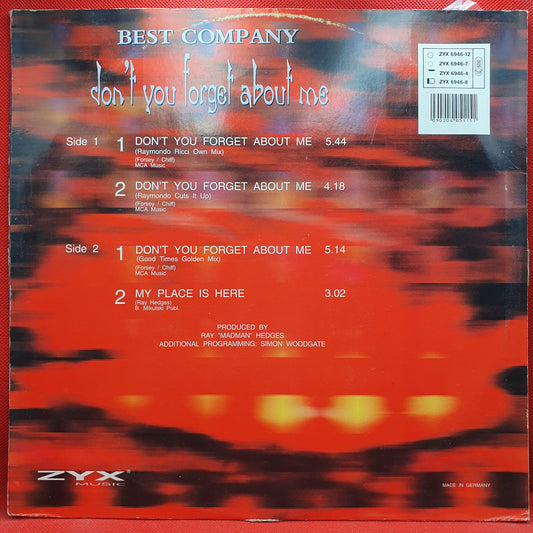 BEST COMPANY
don't you forget about me
ZYX 6946-12
ZYX 6946-7
ZYX 6946-4
ZYX 6946-8
Side 1 1 DON'T YOU FORGET ABOUT ME 5.44
(Raymondo Ricci Own Mix)
(Forsey / Chiff)
MCA Music
2 DON'T YOU FORGET ABOUT ME 4.18
(Raymondo Cuts It Up)
(Forsey / Chiff)
MCA Music
Side 2 1 DON'T YOU FORGET ABOUT ME 5.14
(Good Times Golden Mix)
(Forsey / Chiff)
MCA Music
2 MY PLACE IS HERE 3.02
(Ray Hedges)
B. Mikulski Publ.
PRODUCED BY
RAY "MADMAN" HEDGES
ADDITIONAL PROGRAMMING: SIMON WOODGATE
ZYX
MUSIC
MADE IN GERMANY